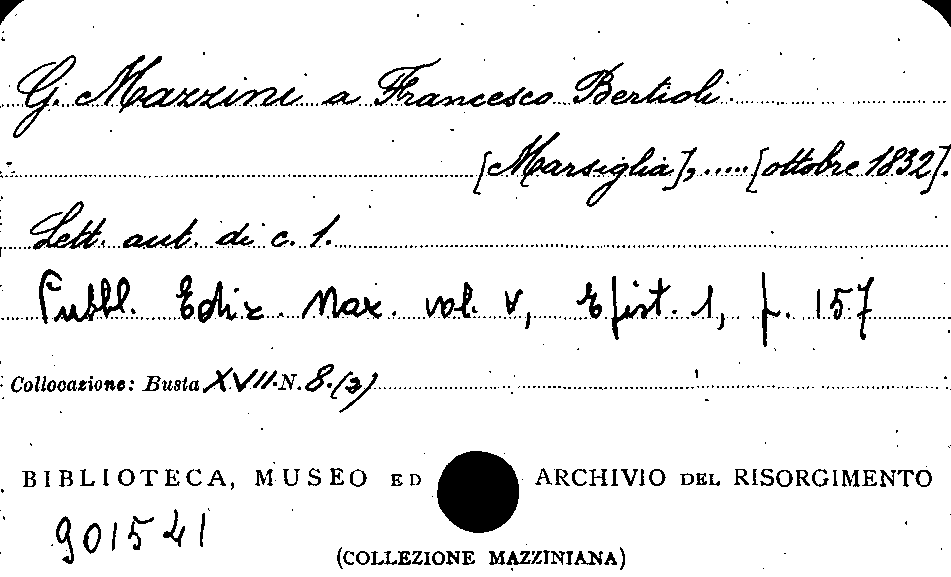 G. Mazzini a Francesco Bertioli.
[Marsiglia], ..... [ottobre 1832].
Lett. aut. di c. 1.
Pubbl. Ediz. Naz. vol. V, Epist. 1, p. 157
Collocazione: Busta XVII. N. 8. (2)
BIBLIOTECA, MUSEO ED ARCHIVIO DEL RISORGIMENTO
901541
(COLLEZIONE MAZZINIANA)